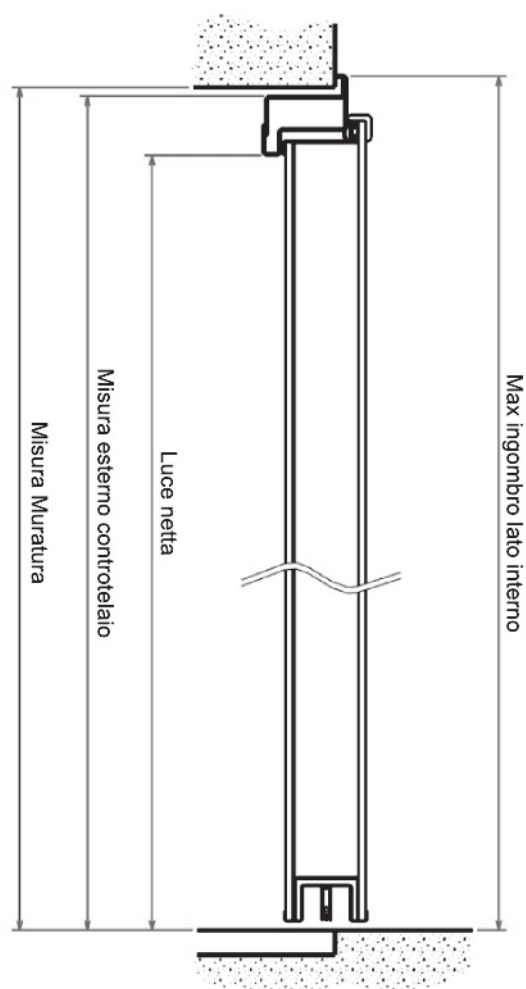 Misura Muratura
Misura esterno controtelaio
Luce netta
Max ingombro lato interno